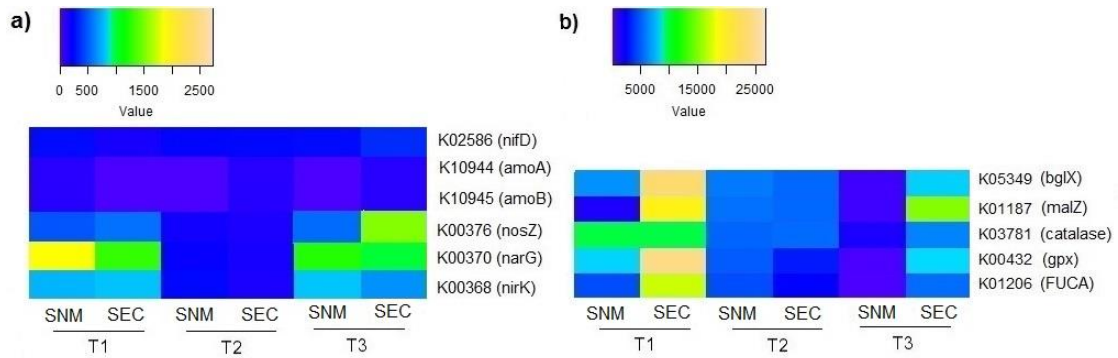 a)
0 500 1500 2500
Value
K02586 (nifD)
K10944 (amoA)
K10945 (amoB)
K00376 (nosZ)
K00370 (narG)
K00368 (nirK)
SNM SEC SNM SEC SNM SEC
T1 T2 T3
b)
5000 15000 25000
Value
K05349 (bglX)
K01187 (malZ)
K03781 (catalase)
K00432 (gpx)
K01206 (FUCA)
SNM SEC SNM SEC SNM SEC
T1 T2 T3